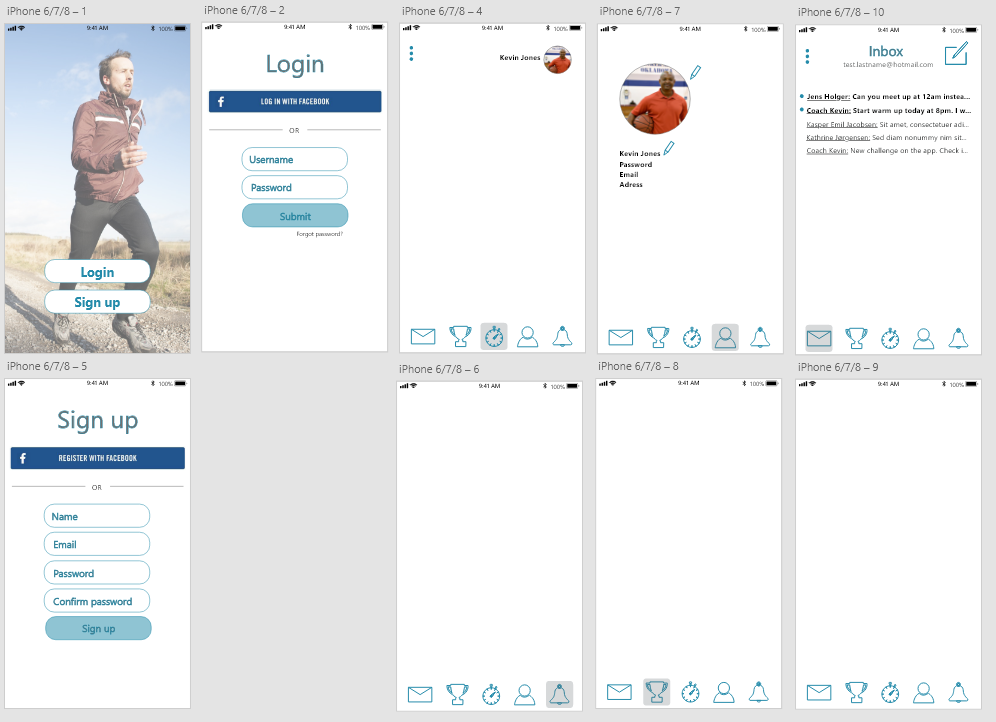 iPhone 6/7/8 – 1
9:41 AM 100%
Login
Sign up
iPhone 6/7/8 – 2
9:41 AM 100%
Login
f LOG IN WITH FACEBOOK
OR
Username
Password
Submit
Forgot password?
iPhone 6/7/8 – 4
9:41 AM 100%
Kevin Jones
iPhone 6/7/8 – 7
9:41 AM 100%
OKLAHOMA
Kevin Jones
Password
Email
Adress
iPhone 6/7/8 – 10
9:41 AM 100%
Inbox
test.lastname@hotmail.com
Jens Holger: Can you meet up at 12am instea...
Coach Kevin: Start warm up today at 8pm. I w...
Kasper Emil Jacobsen: Sit amet, consectetuer adi...
Kathrine Jørgensen: Sed diam nonummy nim sit...
Coach Kevin: New challenge on the app. Check i...
iPhone 6/7/8 – 5
9:41 AM 100%
Sign up
f REGISTER WITH FACEBOOK
OR
Name
Email
Password
Confirm password
Sign up
iPhone 6/7/8 – 6
9:41 AM 100%
iPhone 6/7/8 – 8
9:41 AM 100%
iPhone 6/7/8 – 9
9:41 AM 100%